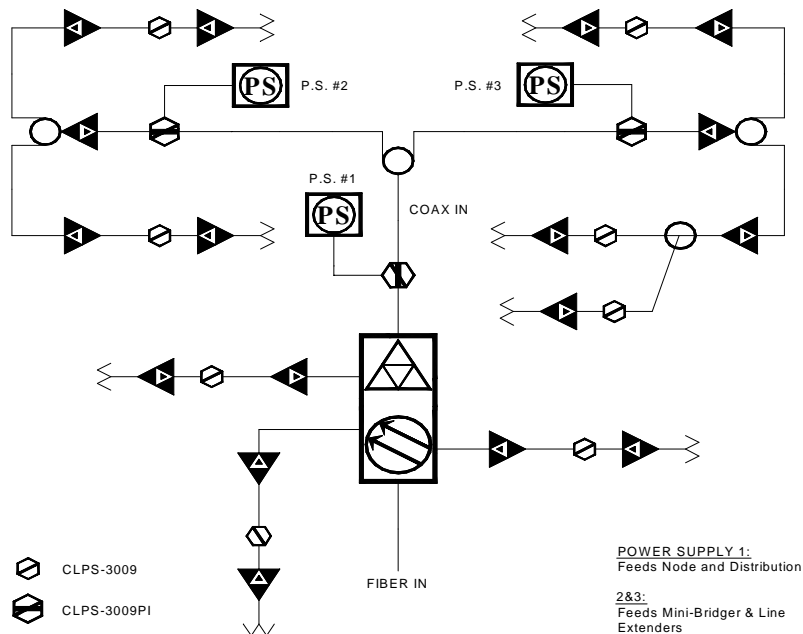 PS
P.S. #2
P.S. #3
PS
P.S. #1
PS
COAX IN
CLPS-3009
CLPS-3009PI
FIBER IN
POWER SUPPLY 1:
Feeds Node and Distribution
2&3:
Feeds Mini-Bridger & Line
Extenders